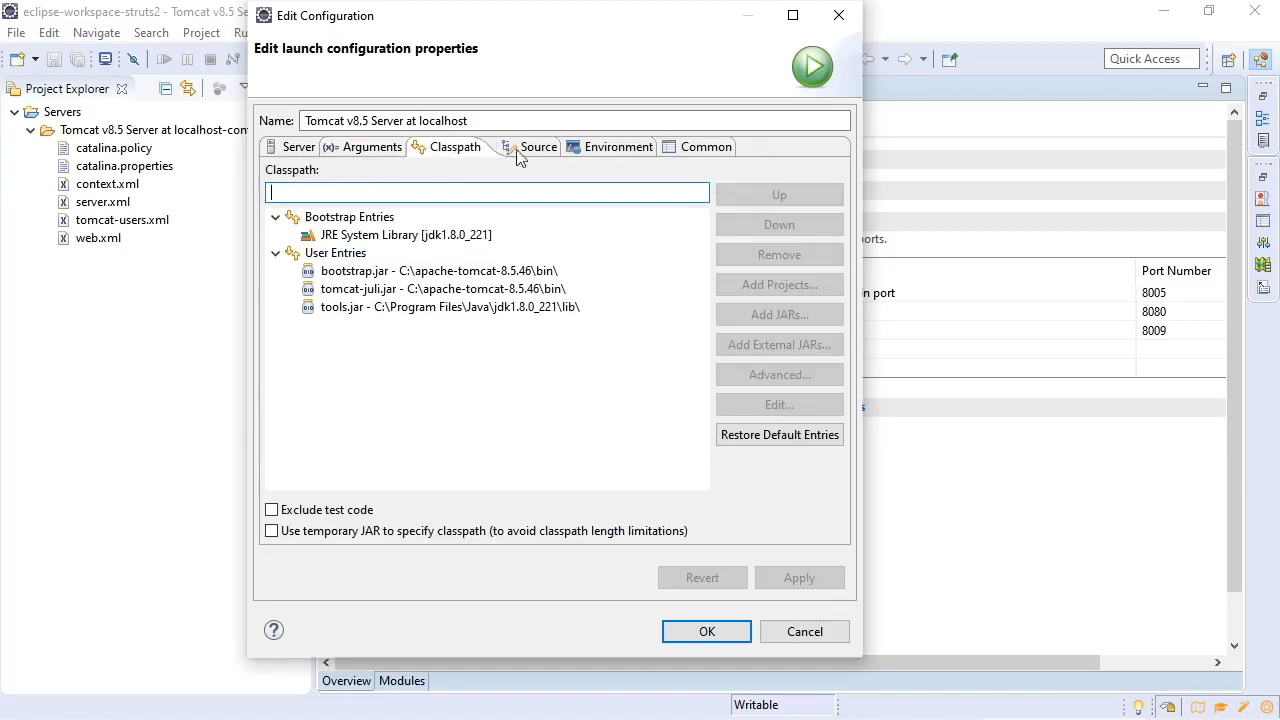 eclipse-workspace-struts2 - Tomcat v8.5 Se
Edit Configuration
File Edit Navigate Search Project Ru
Edit launch configuration properties
Quick Access
Project Explorer
Servers
Tomcat v8.5 Server at localhost-con
catalina.policy
catalina.properties
context.xml
server.xml
tomcat-users.xml
web.xml
Name: Tomcat v8.5 Server at localhost
Server (x)= Arguments Classpath Source Environment Common
Classpath:
Bootstrap Entries
JRE System Library [jdk1.8.0_221]
User Entries
bootstrap.jar - C:\apache-tomcat-8.5.46\bin\
tomcat-juli.jar - C:\apache-tomcat-8.5.46\bin\
tools.jar - C:\Program Files\Java\jdk1.8.0_221\lib\
Up
Down
Remove
Add Projects...
Add JARs...
Add External JARs...
Advanced...
Edit...
Restore Default Entries
Exclude test code
Use temporary JAR to specify classpath (to avoid classpath length limitations)
Revert Apply
OK Cancel
orts.
Port Number
in port 8005
8080
8009
s
Overview Modules
Writable